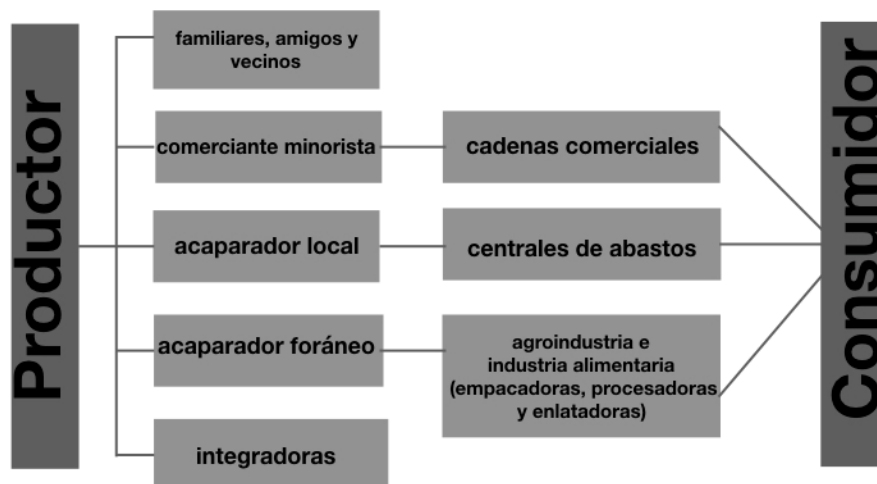 Productor
familiares, amigos y
vecinos
comerciante minorista
cadenas comerciales
acaparador local
centrales de abastos
acaparador foráneo
agroindustria e
industria alimentaria
(empacadoras, procesadoras
y enlatadoras)
integradoras
Consumidor